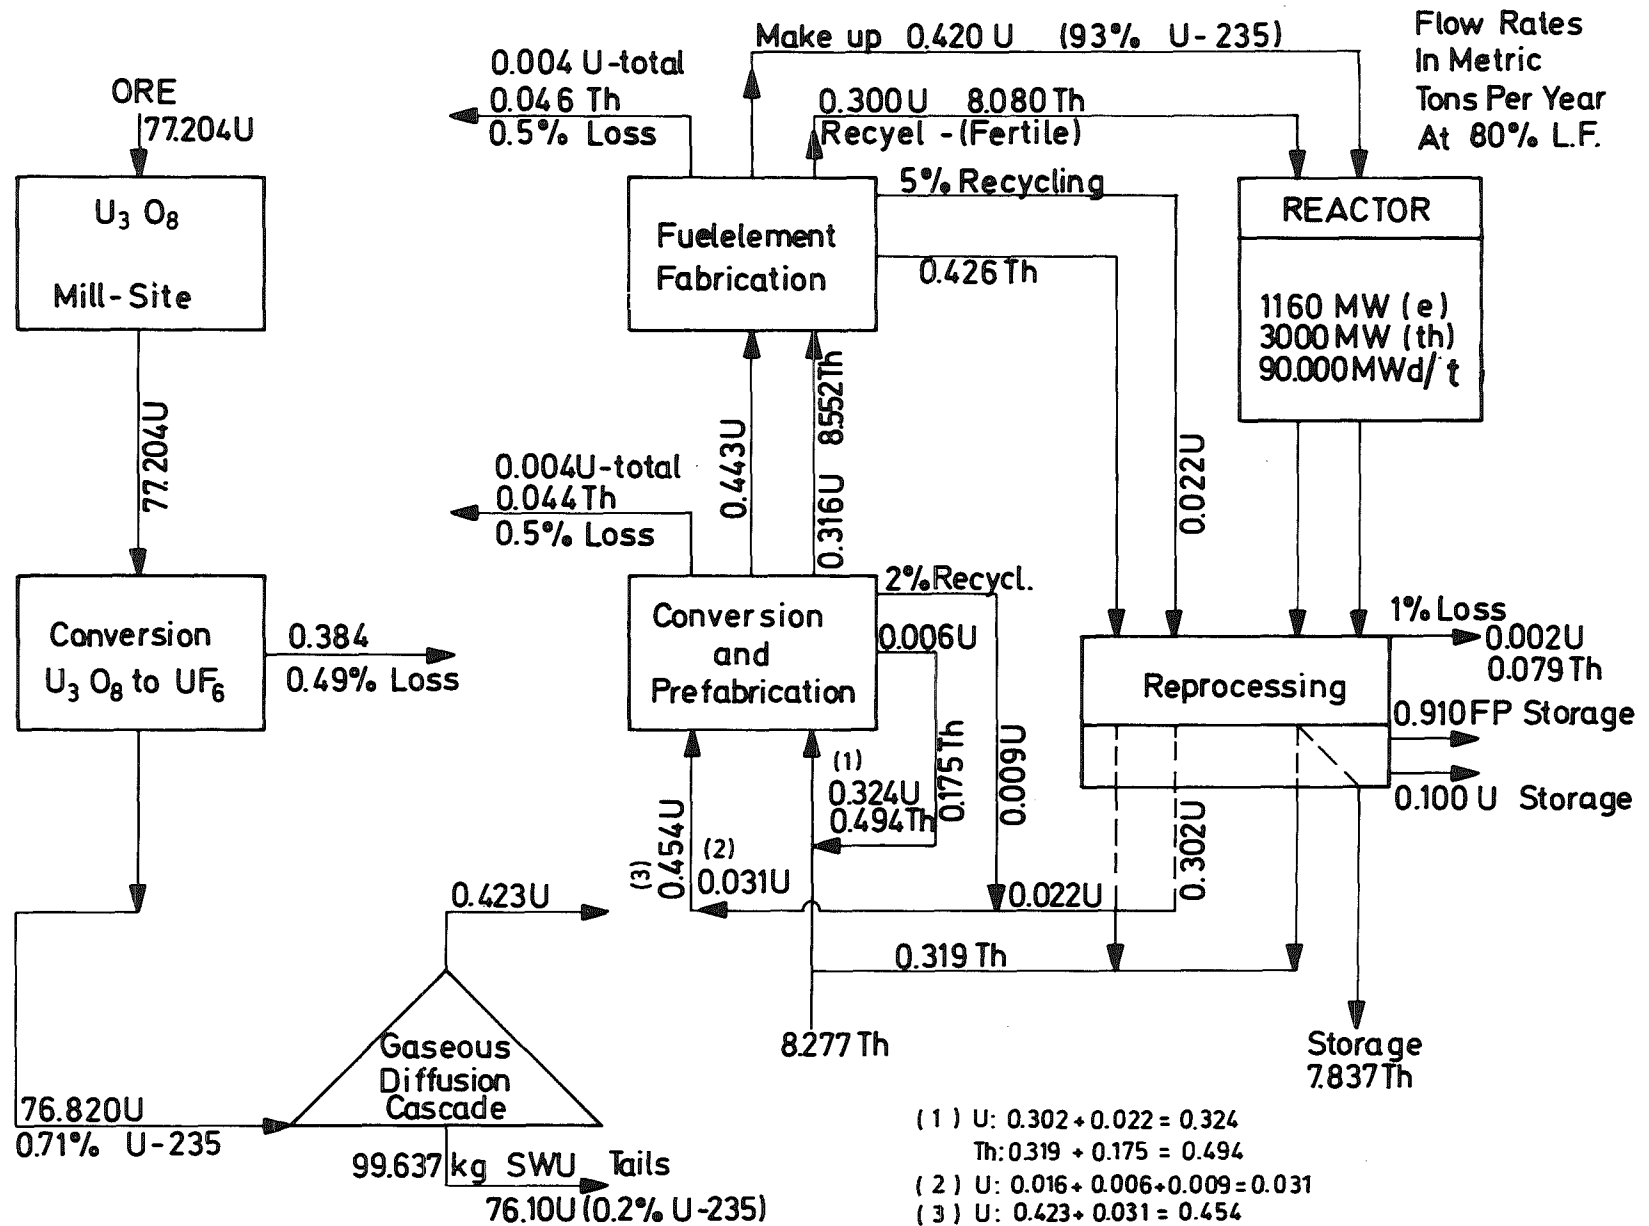 Flow Rates
In Metric
Tons Per Year
At 80% L.F.
Make up 0.420 U (93% U-235)
0.004 U-total
0.046 Th
0.5% Loss
0.300U 8.080Th
Recyel -(Fertile)
ORE
77.204U
U3 O8
Mill-Site
77.204U
Conversion
U3 O8 to UF6
0.384
0.49% Loss
Fuelelement
Fabrication
5% Recycling
0.426 Th
0.022U
REACTOR
1160 MW (e)
3000 MW (th)
90.000MWd/t
0.443U
0.316U 8.552Th
0.004U-total
0.044 Th
0.5% Loss
Conversion
and
Prefabrication
2% Recycl.
0.006U
0.175Th
0.009U
(1)
0.324U
0.494Th
(3) 0.454U
(2)
0.031U
0.022U
0.302U
Reprocessing
1% Loss
0.002U
0.079 Th
0.910 FP Storage
0.100 U Storage
0.319 Th
8.277 Th
Storage
7.837Th
0.423U
Gaseous
Diffusion
Cascade
76.820U
0.71% U-235
99.637 kg SWU Tails
76.10U (0.2% U-235)
(1) U: 0.302+0.022 = 0.324
Th: 0.319 + 0.175 = 0.494
(2) U: 0.016+ 0.006+0.009=0.031
(3) U: 0.423+0.031 = 0.454